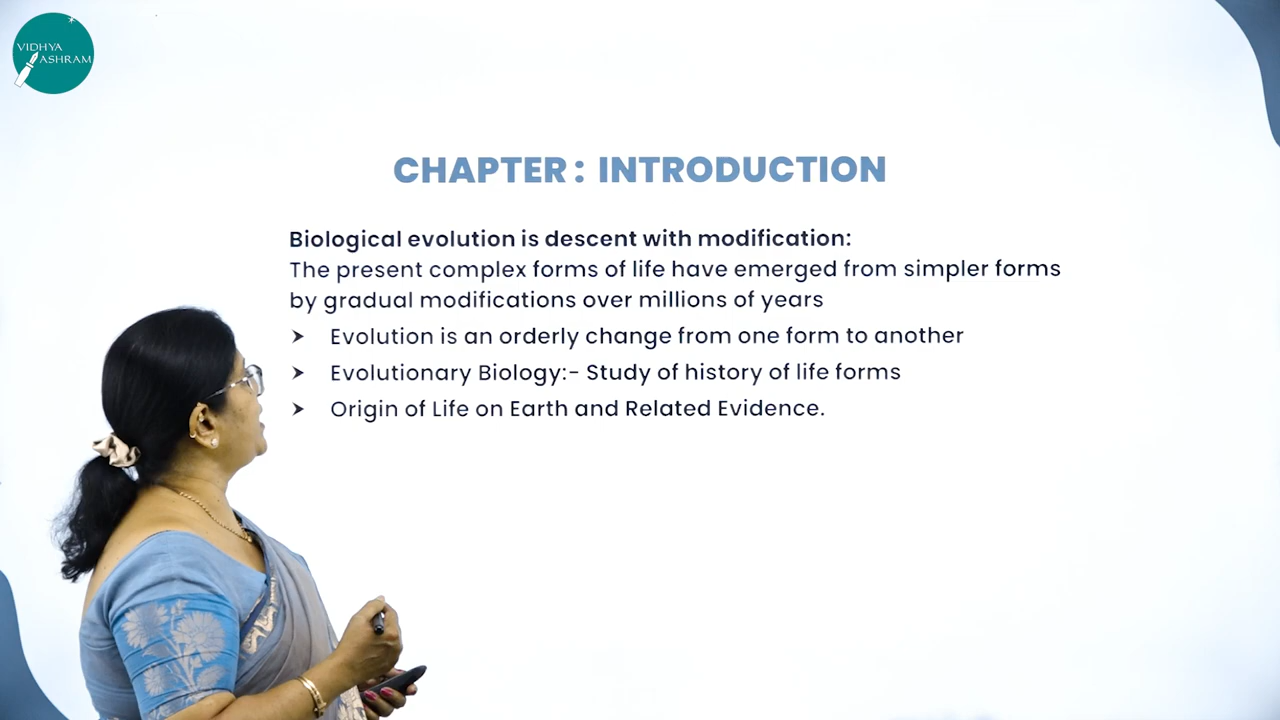 VIDHYA
ASHRAM
CHAPTER : INTRODUCTION
Biological evolution is descent with modification:
The present complex forms of life have emerged from simpler forms
by gradual modifications over millions of years
➤ Evolution is an orderly change from one form to another
➤ Evolutionary Biology:- Study of history of life forms
➤ Origin of Life on Earth and Related Evidence.